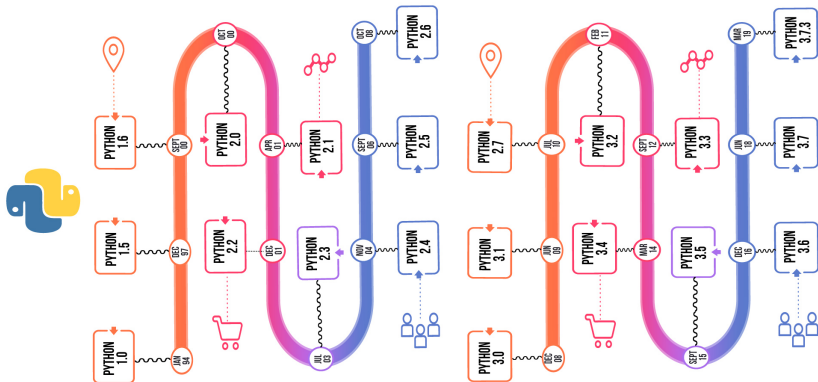 PYTHON
1.0
JAN
94
PYTHON
1.5
DEC
97
PYTHON
1.6
SEPT
00
PYTHON
2.0
OCT
00
PYTHON
2.1
APR
01
PYTHON
2.2
DEC
01
PYTHON
2.3
JUL
03
PYTHON
2.4
NOV
04
PYTHON
2.5
SEPT
06
PYTHON
2.6
OCT
08
PYTHON
3.0
DEC
08
PYTHON
3.1
JUN
09
PYTHON
2.7
JUL
10
PYTHON
3.2
FEB
11
PYTHON
3.3
SEPT
12
PYTHON
3.4
MAR
14
PYTHON
3.5
SEPT
15
PYTHON
3.6
DEC
16
PYTHON
3.7
JUN
18
PYTHON
3.7.3
MAR
19